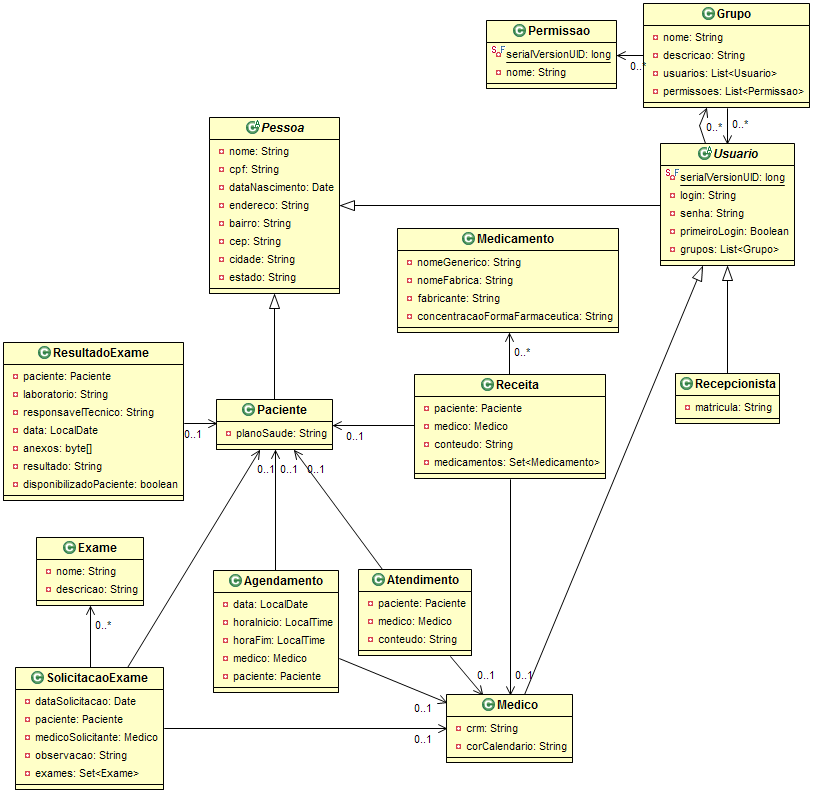 Grupo
nome: String
descricao: String
usuarios: List<Usuario>
permissoes: List<Permissao>
Permissao
serialVersionUID: long
nome: String
0..*
0..*
0..*
Pessoa
nome: String
cpf: String
dataNascimento: Date
endereco: String
bairro: String
cep: String
cidade: String
estado: String
Usuario
serialVersionUID: long
login: String
senha: String
primeiroLogin: Boolean
grupos: List<Grupo>
Medicamento
nomeGenerico: String
nomeFabrica: String
fabricante: String
concentracaoFormaFarmaceutica: String
0..*
ResultadoExame
paciente: Paciente
laboratorio: String
responsavelTecnico: String
data: LocalDate
anexos: byte[]
resultado: String
disponibilizadoPaciente: boolean
0..1
Paciente
planoSaude: String
0..1
Receita
paciente: Paciente
medico: Medico
conteudo: String
medicamentos: Set<Medicamento>
Recepcionista
matricula: String
0..1
0..1
0..1
Exame
nome: String
descricao: String
0..*
Agendamento
data: LocalDate
horaInicio: LocalTime
horaFim: LocalTime
medico: Medico
paciente: Paciente
Atendimento
paciente: Paciente
medico: Medico
conteudo: String
0..1
0..1
0..1
0..1
SolicitacaoExame
dataSolicitacao: Date
paciente: Paciente
medicoSolicitante: Medico
observacao: String
exames: Set<Exame>
Medico
crm: String
corCalendario: String